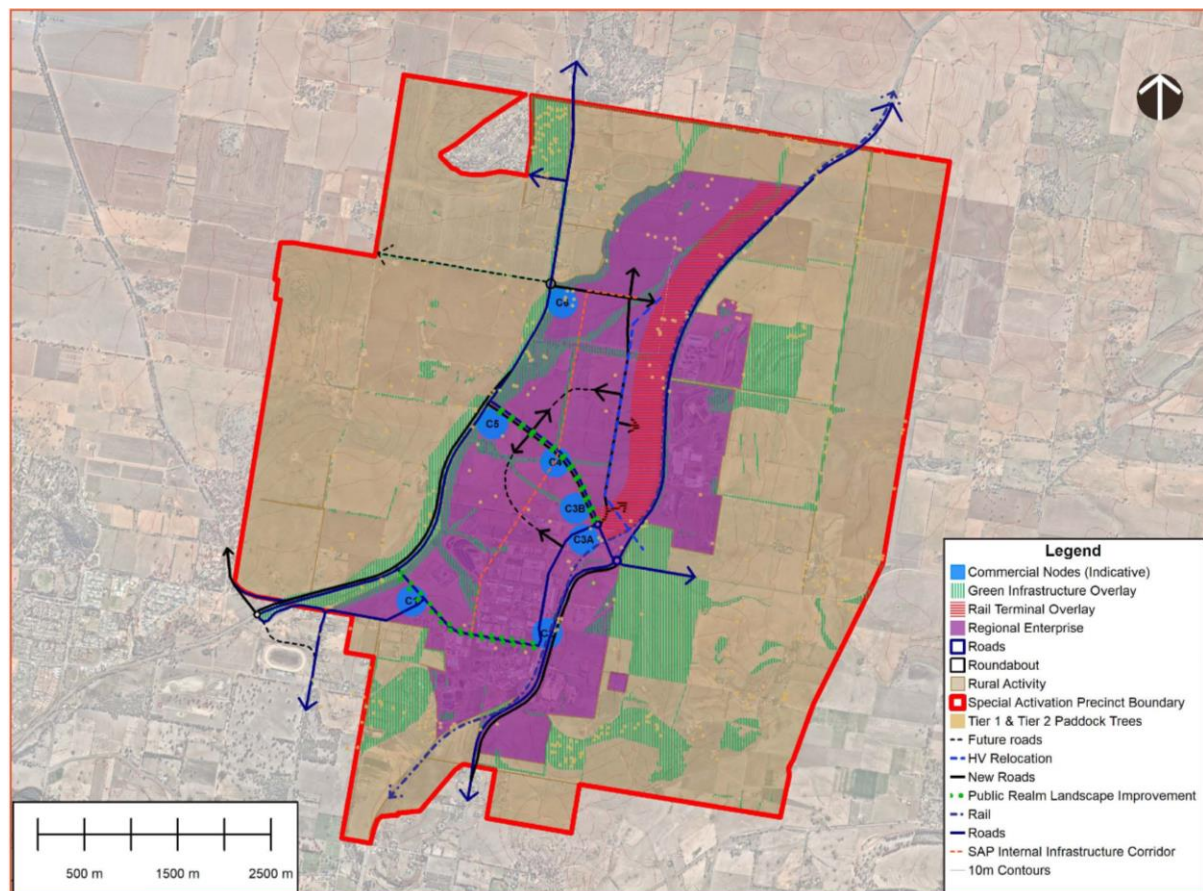 C6
C5
C4
C3B
C3A
C1
Legend
Commercial Nodes (Indicative)
Green Infrastructure Overlay
Rail Terminal Overlay
Regional Enterprise
Roads
Roundabout
Rural Activity
Special Activation Precinct Boundary
Tier 1 & Tier 2 Paddock Trees
Future roads
HV Relocation
New Roads
Public Realm Landscape Improvement
Rail
Roads
SAP Internal Infrastructure Corridor
10m Contours
500 m 1500 m 2500 m